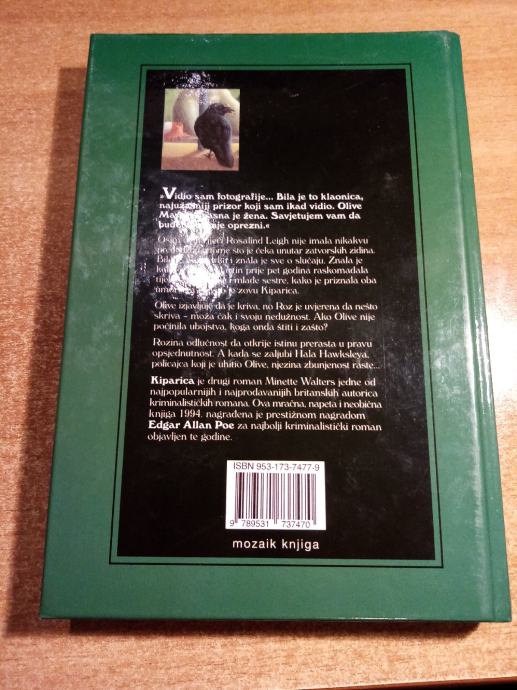 »Vidio sam fotografije... Bila je to klaonica,
najužasniji prizor koji sam ikad vidio. Olive
je žena. Savjetujem vam da
oprezni.«
Rosalind Leigh nije imala nikakvu
što je čeka unutar zatvorskih zidina.
i znala je sve o slučaju. Znala je
prije pet godina raskomadala
i mlađe sestre, kako je priznala oba
zovu Kiparica.
Olive izjavljuje da je kriva, no Roz je uvjerena da nešto
skriva – možda čak i svoju nedužnost. Ako Olive nije
počinila ubojstva, koga onda štiti i zašto?
Rozina odlučnost da otkrije istinu prerasta u pravu
opsjednutnost. A kada se zaljubi Hala Hawksleya,
policajca koji je uhitio Olive, njezina zbunjenost raste...
Kiparica je drugi roman Minette Walters jedne od
najpopularnijih i najprodavanijih britanskih autorica
kriminalističkih romana. Ova mračna, napeta i neobična
knjiga 1994. nagrađena je prestižnom nagradom
Edgar Allan Poe za najbolji kriminalistički roman
objavljen te godine.
ISBN 953-173-7477-9
9 789531 737470
mozaik knjiga